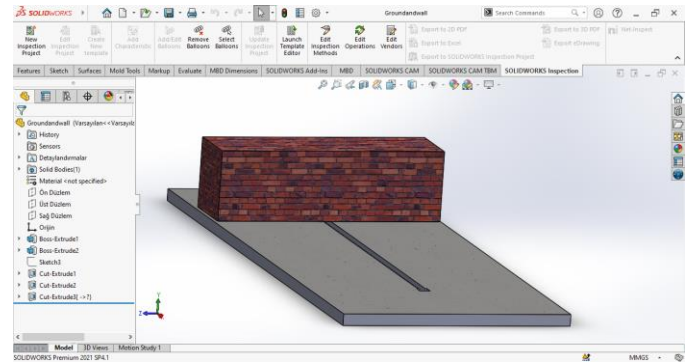 SOLIDWORKS
Groundandwall
Search Commands
New Inspection Project
Edit Inspection Project
Create New template
Add Characteristic
Add/Edit Balloons
Remove Balloons
Select Balloons
Update Inspection Project
Launch Template Editor
Edit Inspection Methods
Edit Operations
Edit Vendors
Export to 2D PDF
Export to Excel
Export to SOLIDWORKS Inspection Project
Export to 3D PDF
Export eDrawing
Net-Inspect
Features Sketch Surfaces Mold Tools Markup Evaluate MBD Dimensions SOLIDWORKS Add-Ins MBD SOLIDWORKS CAM SOLIDWORKS CAM TBM SOLIDWORKS Inspection
Groundandwall (Varsayılan<<Varsayıla
History
Sensors
Detaylandırmalar
Solid Bodies(1)
Material <not specified>
Ön Düzlem
Üst Düzlem
Sağ Düzlem
Orijin
Boss-Extrude1
Boss-Extrude2
Sketch3
Cut-Extrude1
Cut-Extrude2
Cut-Extrude3( ->?)
Y
Z
Model 3D Views Motion Study 1
SOLIDWORKS Premium 2021 SP4.1
MMGS